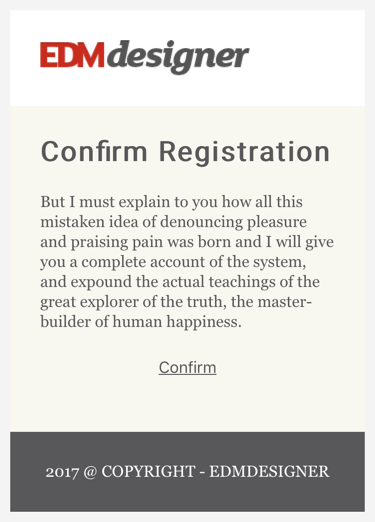 EDMdesigner
Confirm Registration
But I must explain to you how all this
mistaken idea of denouncing pleasure
and praising pain was born and I will give
you a complete account of the system,
and expound the actual teachings of the
great explorer of the truth, the master-
builder of human happiness.
Confirm
2017 @ COPYRIGHT - EDMDESIGNER